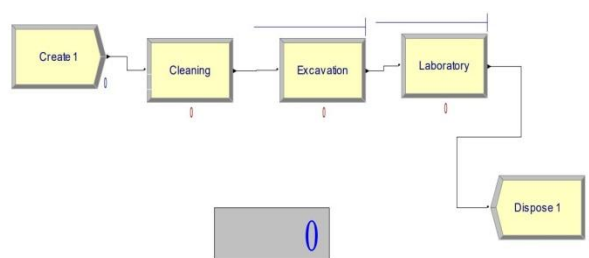 Create 1
Cleaning
Excavation
Laboratory
0
0
0
0
Dispose 1
0